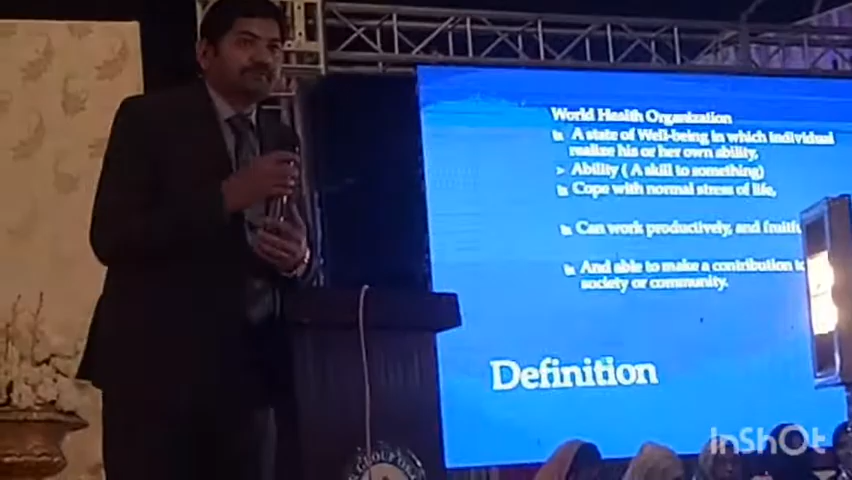 World Health Organization
A state of Well-being in which individual
realize his or her own ability,
Ability ( A skill to something)
Cope with normal stress of life,
Can work productively, and
And able to make a contribution
society or community.
Definition
InShOt